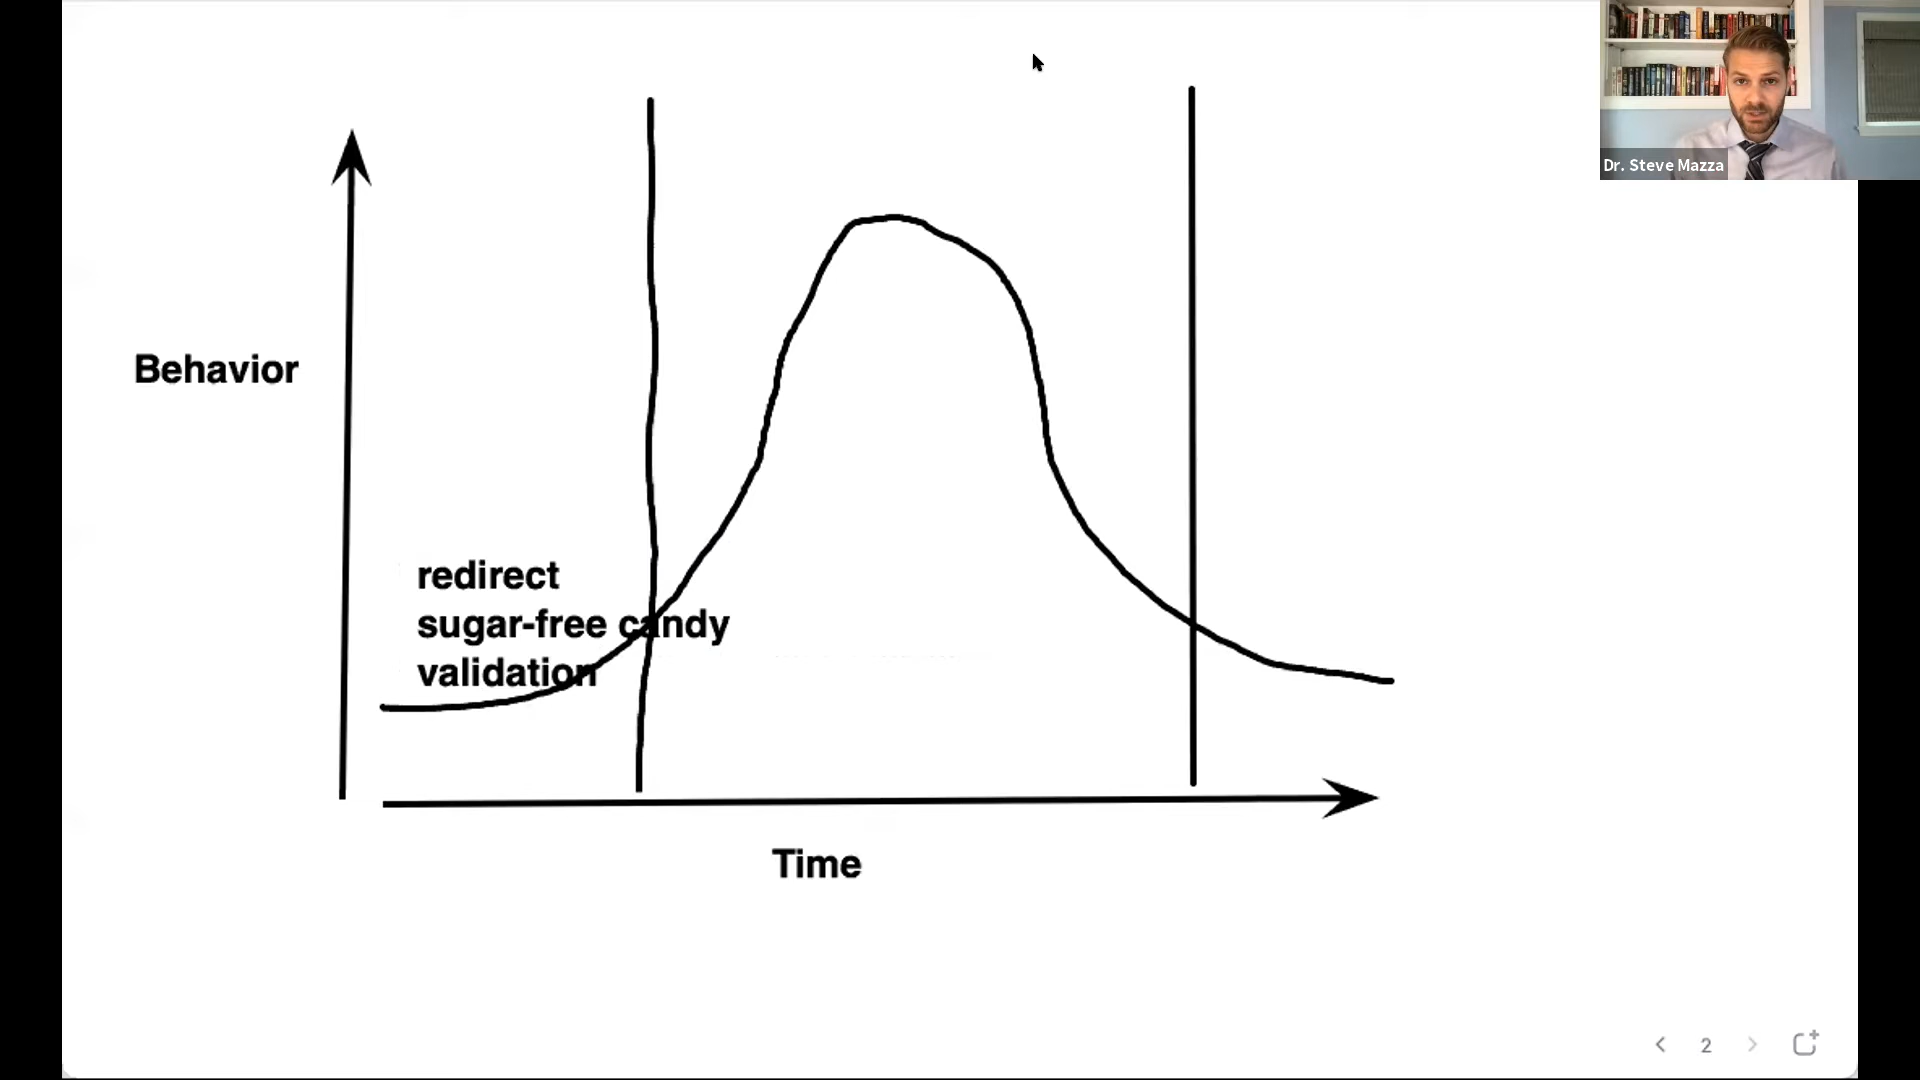 Dr. Steve Mazza
Behavior
redirect
sugar-free candy
validation
Time
2